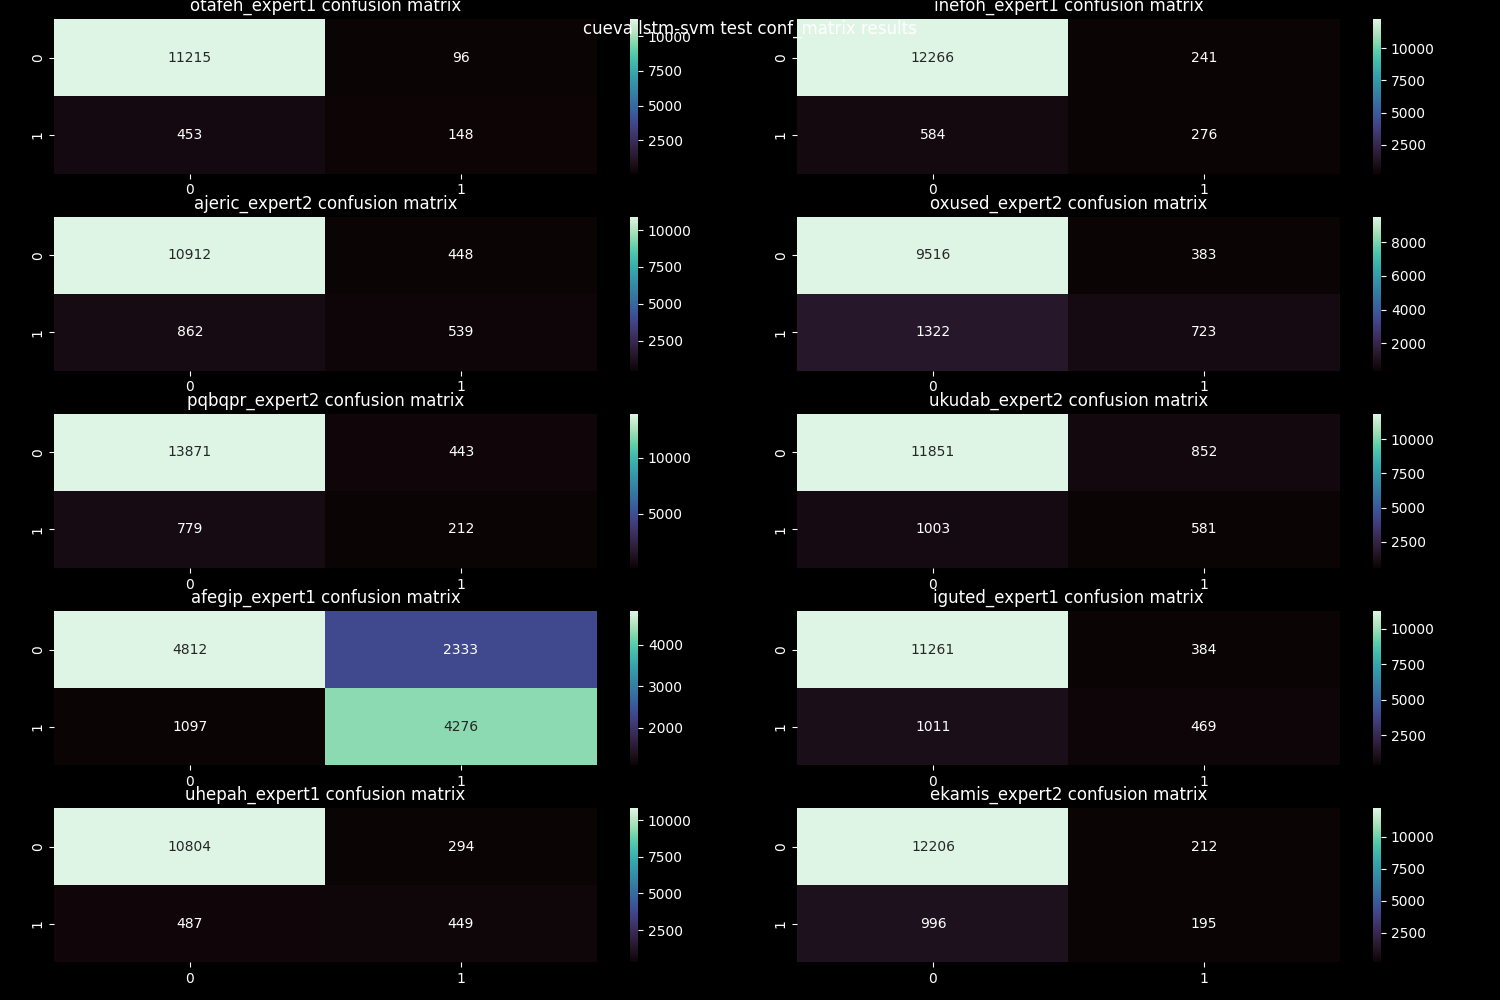 cueva lstm-svm test conf_matrix results
otafeh_expert1 confusion matrix
0 11215 96
1 453 148
0 1
10000
7500
5000
2500
inefoh_expert1 confusion matrix
0 12266 241
1 584 276
0 1
10000
7500
5000
2500
ajeric_expert2 confusion matrix
0 10912 448
1 862 539
0 1
10000
7500
5000
2500
oxused_expert2 confusion matrix
0 9516 383
1 1322 723
0 1
8000
6000
4000
2000
pqbqpr_expert2 confusion matrix
0 13871 443
1 779 212
0 1
10000
5000
ukudab_expert2 confusion matrix
0 11851 852
1 1003 581
0 1
10000
7500
5000
2500
afegip_expert1 confusion matrix
0 4812 2333
1 1097 4276
0 1
4000
3000
2000
iguted_expert1 confusion matrix
0 11261 384
1 1011 469
0 1
10000
7500
5000
2500
uhepah_expert1 confusion matrix
0 10804 294
1 487 449
0 1
10000
7500
5000
2500
ekamis_expert2 confusion matrix
0 12206 212
1 996 195
0 1
10000
7500
5000
2500